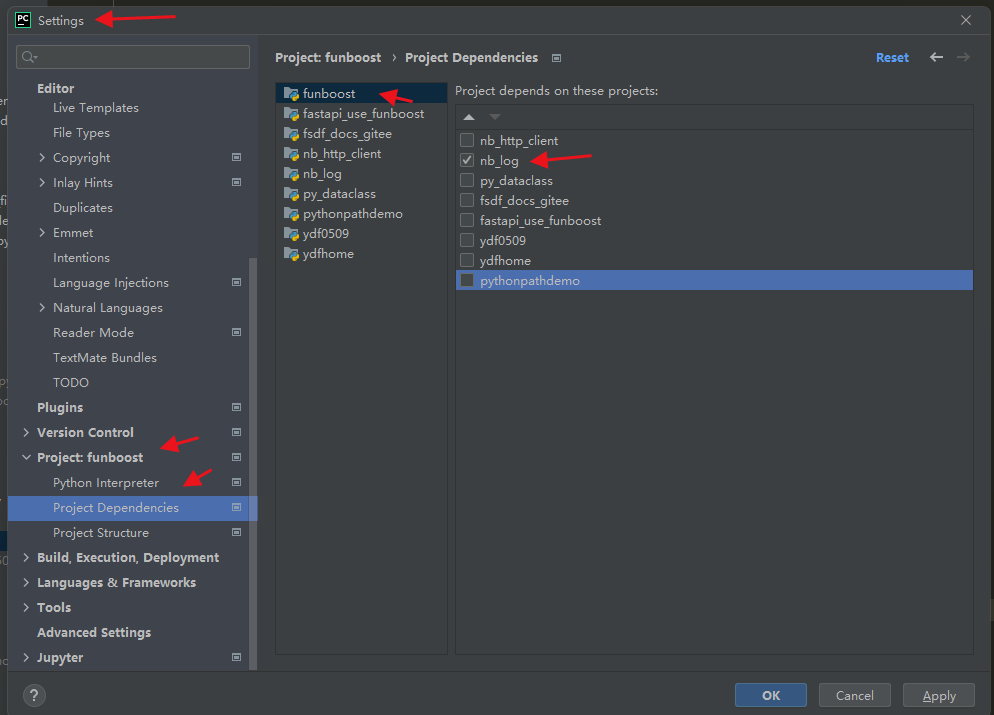 PC Settings
Editor
Live Templates
File Types
Copyright
Inlay Hints
Duplicates
Emmet
Intentions
Language Injections
Natural Languages
Reader Mode
TextMate Bundles
TODO
Plugins
Version Control
Project: funboost
Python Interpreter
Project Dependencies
Project Structure
Build, Execution, Deployment
Languages & Frameworks
Tools
Advanced Settings
Jupyter
Project: funboost › Project Dependencies
Reset
funboost
fastapi_use_funboost
fsdf_docs_gitee
nb_http_client
nb_log
py_dataclass
pythonpathdemo
ydf0509
ydfhome
Project depends on these projects:
nb_http_client
nb_log
py_dataclass
fsdf_docs_gitee
fastapi_use_funboost
ydf0509
ydfhome
pythonpathdemo
?
OK
Cancel
Apply